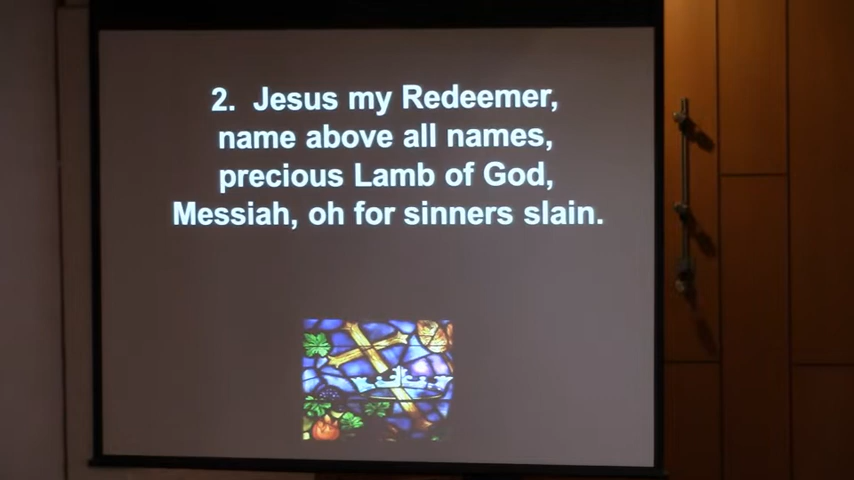 2. Jesus my Redeemer,
name above all names,
precious Lamb of God,
Messiah, oh for sinners slain.